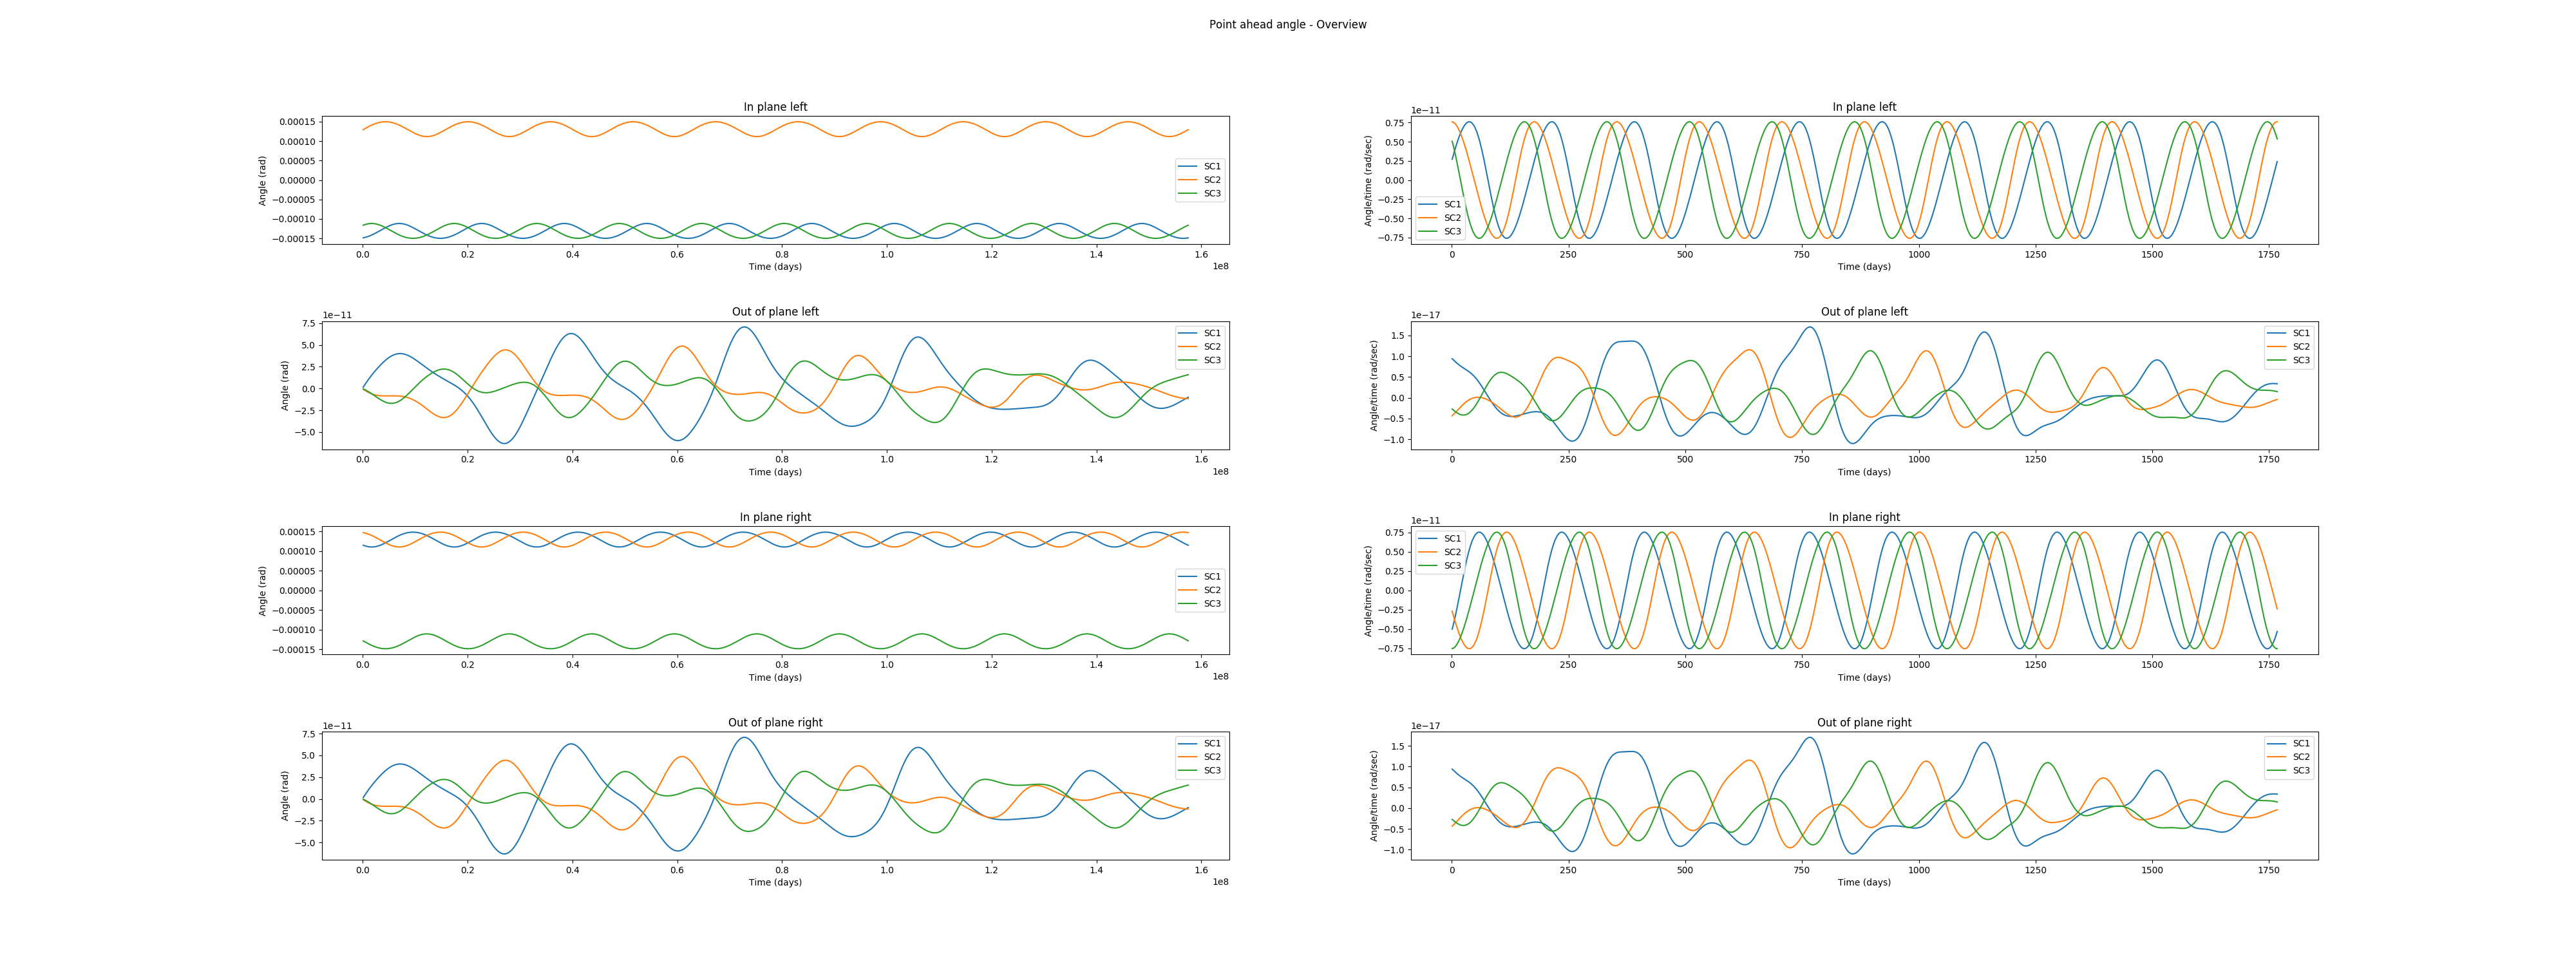 Point ahead angle - Overview
In plane left
Angle (rad)
0.00015
0.00010
0.00005
0.00000
−0.00005
−0.00010
−0.00015
SC1
SC2
SC3
0.0 0.2 0.4 0.6 0.8 1.0 1.2 1.4 1.6
1e8
Time (days)
In plane left
1e−11
Angle/time (rad/sec)
0.75
0.50
0.25
0.00
−0.25
−0.50
−0.75
SC1
SC2
SC3
0 250 500 750 1000 1250 1500 1750
Time (days)
Out of plane left
1e−11
Angle (rad)
7.5
5.0
2.5
0.0
−2.5
−5.0
SC1
SC2
SC3
0.0 0.2 0.4 0.6 0.8 1.0 1.2 1.4 1.6
1e8
Time (days)
Out of plane left
1e−17
Angle/time (rad/sec)
1.5
1.0
0.5
0.0
−0.5
−1.0
SC1
SC2
SC3
0 250 500 750 1000 1250 1500 1750
Time (days)
In plane right
Angle (rad)
0.00015
0.00010
0.00005
0.00000
−0.00005
−0.00010
−0.00015
SC1
SC2
SC3
0.0 0.2 0.4 0.6 0.8 1.0 1.2 1.4 1.6
1e8
Time (days)
In plane right
1e−11
Angle/time (rad/sec)
0.75
0.50
0.25
0.00
−0.25
−0.50
−0.75
SC1
SC2
SC3
0 250 500 750 1000 1250 1500 1750
Time (days)
Out of plane right
1e−11
Angle (rad)
7.5
5.0
2.5
0.0
−2.5
−5.0
SC1
SC2
SC3
0.0 0.2 0.4 0.6 0.8 1.0 1.2 1.4 1.6
1e8
Time (days)
Out of plane right
1e−17
Angle/time (rad/sec)
1.5
1.0
0.5
0.0
−0.5
−1.0
SC1
SC2
SC3
0 250 500 750 1000 1250 1500 1750
Time (days)